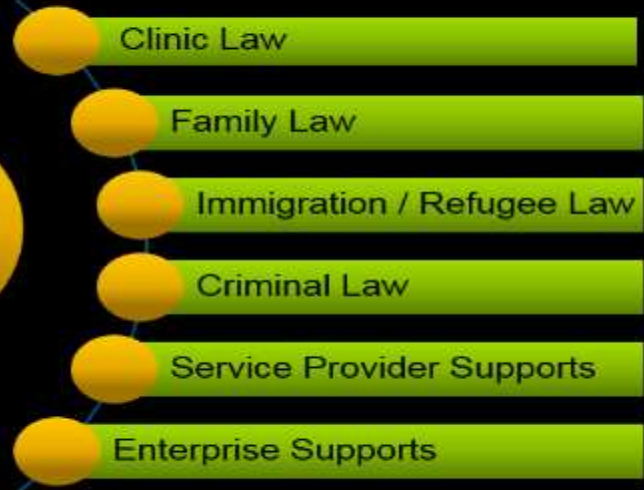 Clinic Law
Family Law
Immigration / Refugee Law
Criminal Law
Service Provider Supports
Enterprise Supports